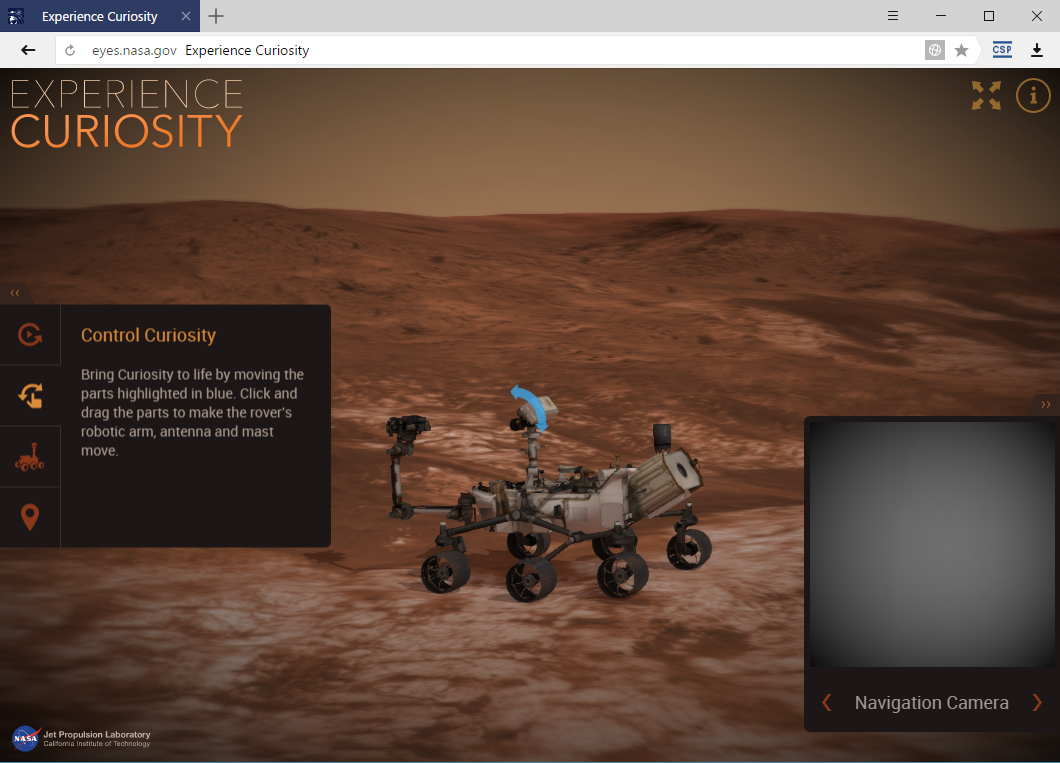 Experience Curiosity
eyes.nasa.gov Experience Curiosity
CSP
EXPERIENCE
CURIOSITY
i
Control Curiosity
Bring Curiosity to life by moving the
parts highlighted in blue. Click and
drag the parts to make the rover's
robotic arm, antenna and mast
move.
Navigation Camera
NASA
Jet Propulsion Laboratory
California Institute of Technology